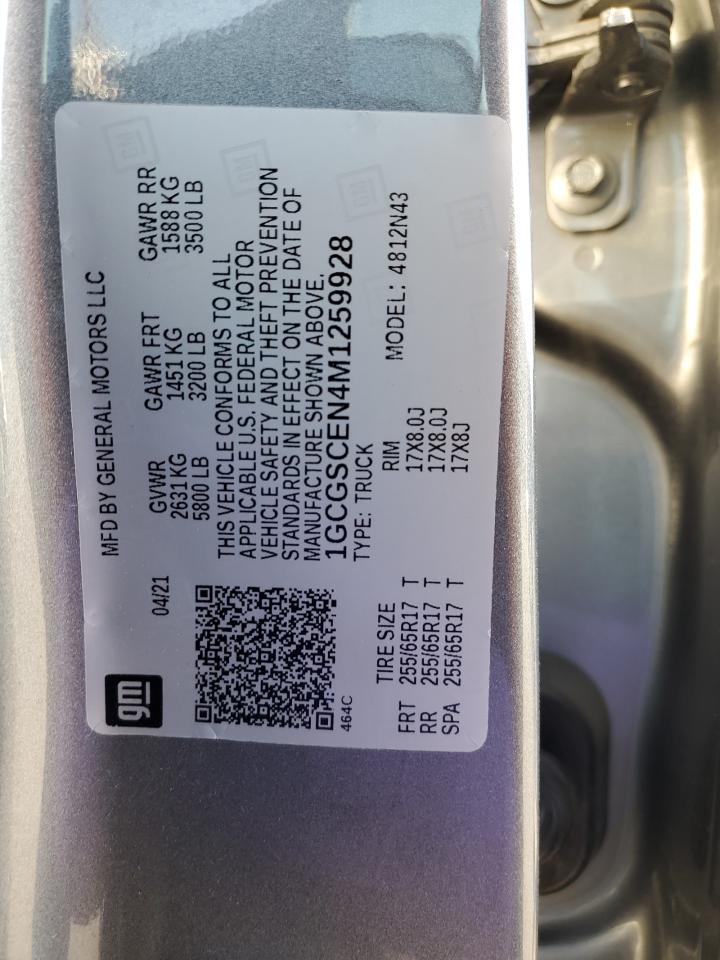 gm
04/21
MFD BY GENERAL MOTORS LLC
GVWR GAWR FRT GAWR RR
2631 KG 1451 KG 1588 KG
5800 LB 3200 LB 3500 LB
THIS VEHICLE CONFORMS TO ALL
APPLICABLE U.S. FEDERAL MOTOR
VEHICLE SAFETY AND THEFT PREVENTION
STANDARDS IN EFFECT ON THE DATE OF
MANUFACTURE SHOWN ABOVE.
1GCGSCEN4M1259928
TYPE: TRUCK MODEL: 4812N43
464C
TIRE SIZE RIM
FRT 255/65R17 T 17X8.0J
RR 255/65R17 T 17X8.0J
SPA 255/65R17 T 17X8J